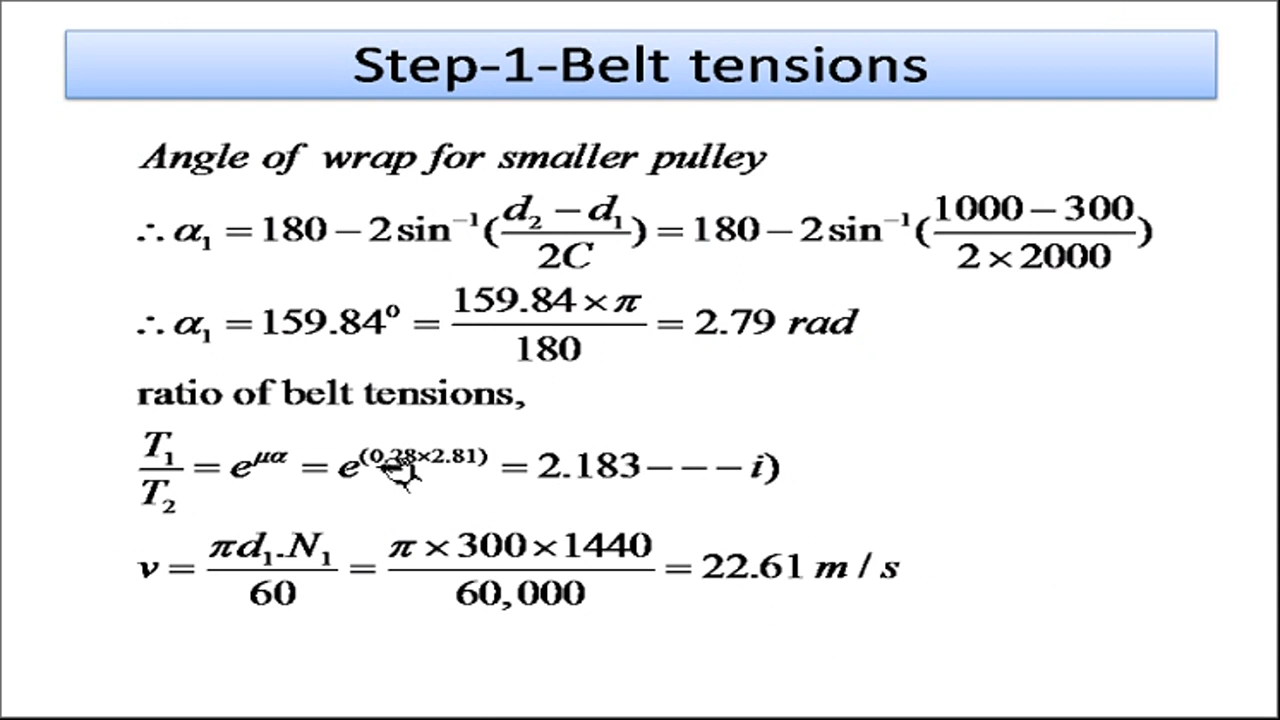 Step-1-Belt tensions
Angle of wrap for smaller pulley
∴ α₁ = 180 − 2 sin⁻¹((d₂ − d₁)/2C) = 180 − 2 sin⁻¹((1000 − 300)/(2 × 2000))
∴ α₁ = 159.84° = (159.84 × π)/180 = 2.79 rad
ratio of belt tensions,
T₁/T₂ = e^(μα) = e^(0.28×2.81) = 2.183 − − − − i)
v = (πd₁.N₁)/60 = (π × 300 × 1440)/60,000 = 22.61 m / s